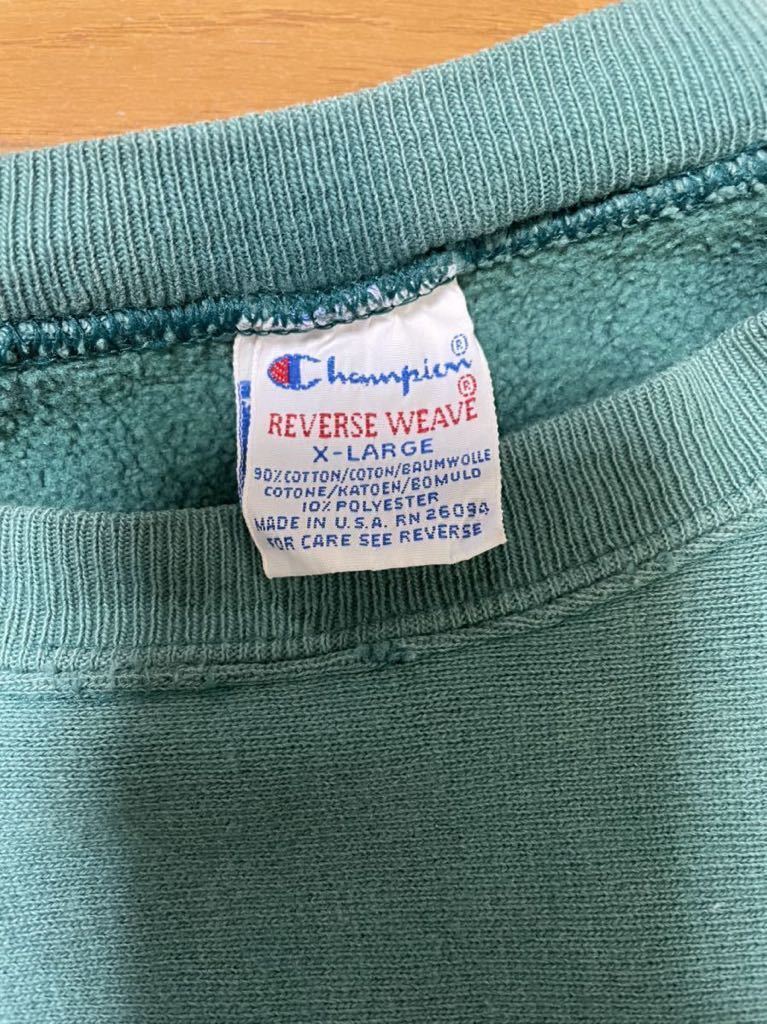 Champion®
REVERSE WEAVE®
X-LARGE
90% COTTON/COTON/BAUMWOLLE
COTONE/KATOEN/BOMULD
10% POLYESTER
MADE IN U.S.A. RN 26094
FOR CARE SEE REVERSE